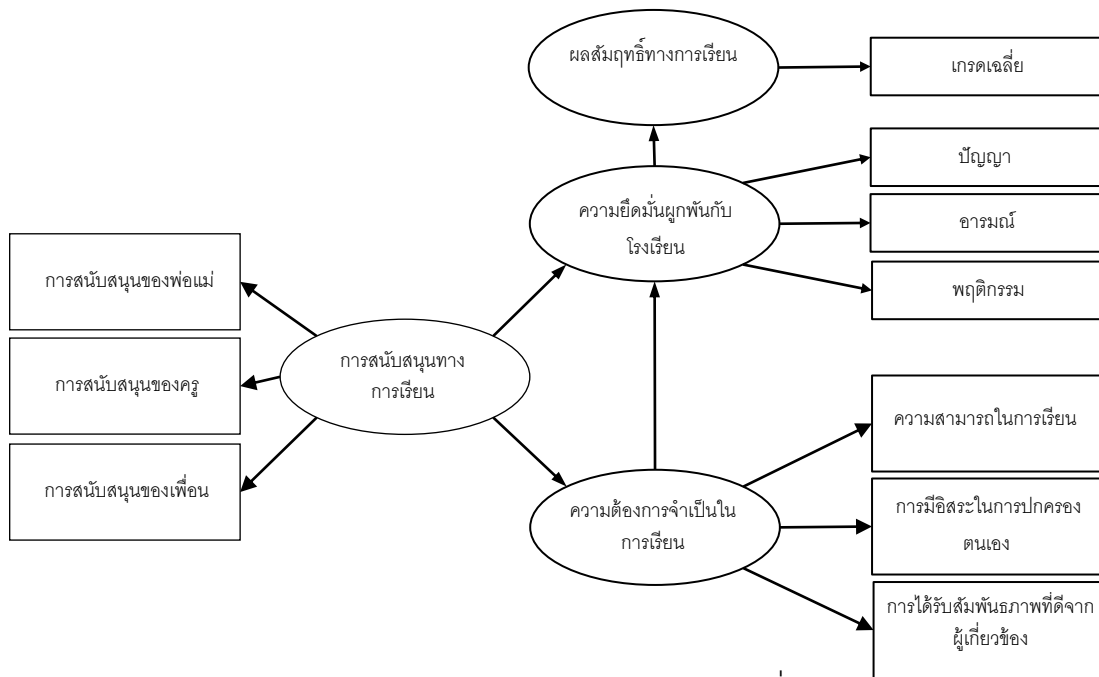 ผลสัมฤทธิ์ทางการเรียน
เกรดเฉลี่ย
ความยึดมั่นผูกพันกับ
โรงเรียน
ปัญญา
อารมณ์
พฤติกรรม
การสนับสนุนของพ่อแม่
การสนับสนุนของครู
การสนับสนุนของเพื่อน
การสนับสนุนทาง
การเรียน
ความต้องการจำเป็นใน
การเรียน
ความสามารถในการเรียน
การมีอิสระในการปกครอง
ตนเอง
การได้รับสัมพันธภาพที่ดีจาก
ผู้เกี่ยวข้อง